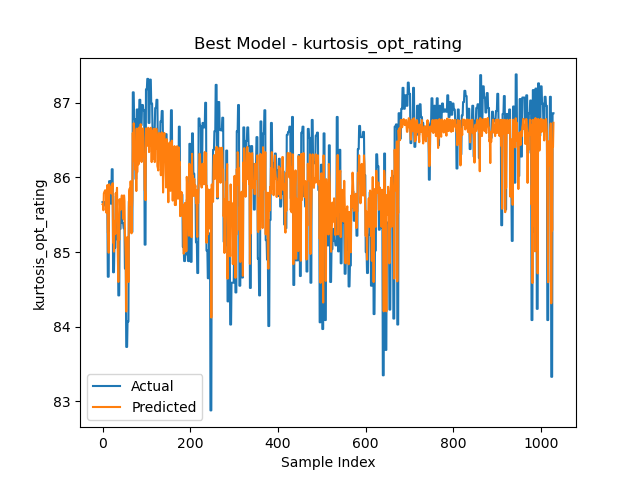 Best Model - kurtosis_opt_rating
kurtosis_opt_rating
87
86
85
84
83
Actual
Predicted
0
200
400
600
800
1000
Sample Index